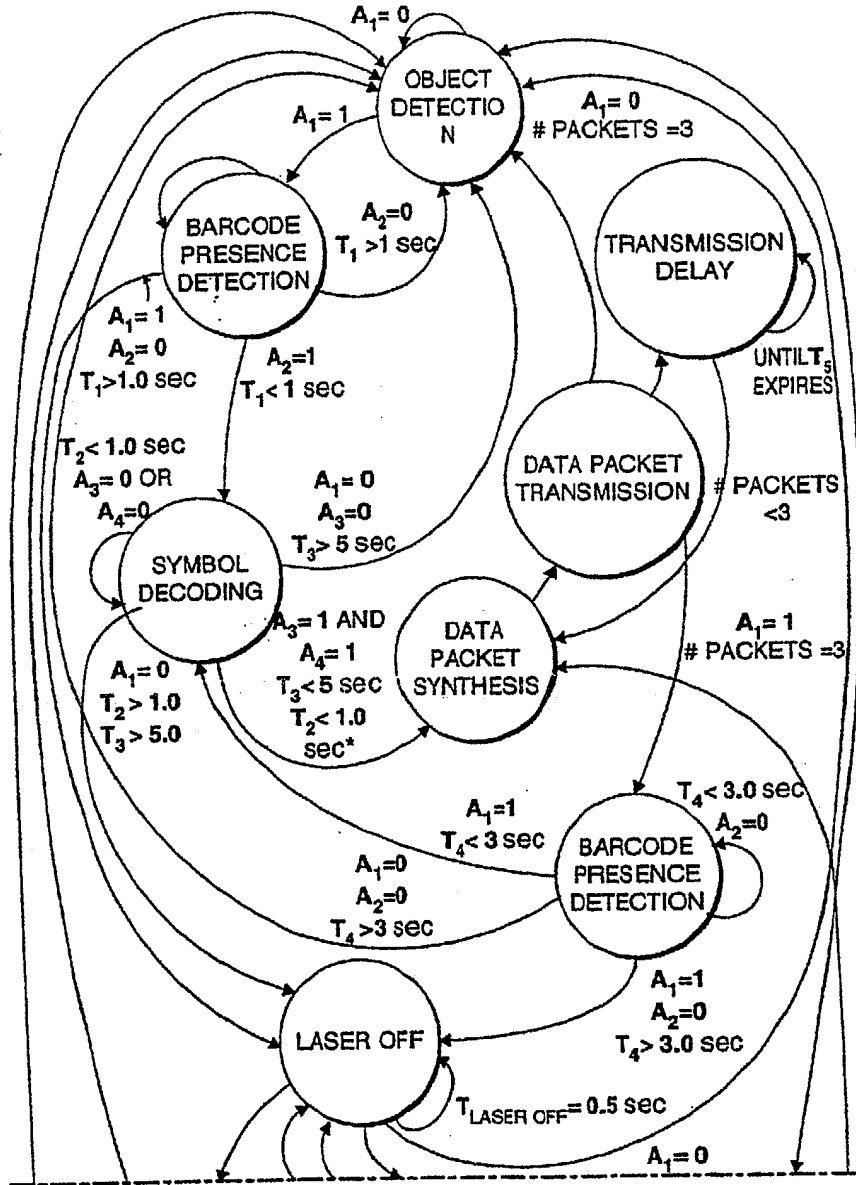 A₁= 0
OBJECT
DETECTIO
N
A₁= 1
A₁= 0
# PACKETS =3
BARCODE
PRESENCE
DETECTION
A₂=0
T₁ >1 sec
TRANSMISSION
DELAY
A₁= 1
A₂= 0
T₁>1.0 sec
A₂=1
T₁< 1 sec
UNTIL T₅
EXPIRES
T₂< 1.0 sec
A₃= 0 OR
A₄=0
A₁= 0
A₃=0
T₃> 5 sec
DATA PACKET
TRANSMISSION
# PACKETS
<3
SYMBOL
DECODING
A₃= 1 AND
A₄= 1
T₃<5 sec
T₂< 1.0
sec*
DATA
PACKET
SYNTHESIS
A₁= 1
# PACKETS =3
A₁= 0
T₂> 1.0
T₃> 5.0
A₁= 1
T₄< 3 sec
T₄< 3.0 sec
A₂=0
BARCODE
PRESENCE
DETECTION
A₁=0
A₂=0
T₄ >3 sec
A₁=1
A₂=0
T₄> 3.0 sec
LASER OFF
T LASER OFF= 0.5 sec
A₁= 0